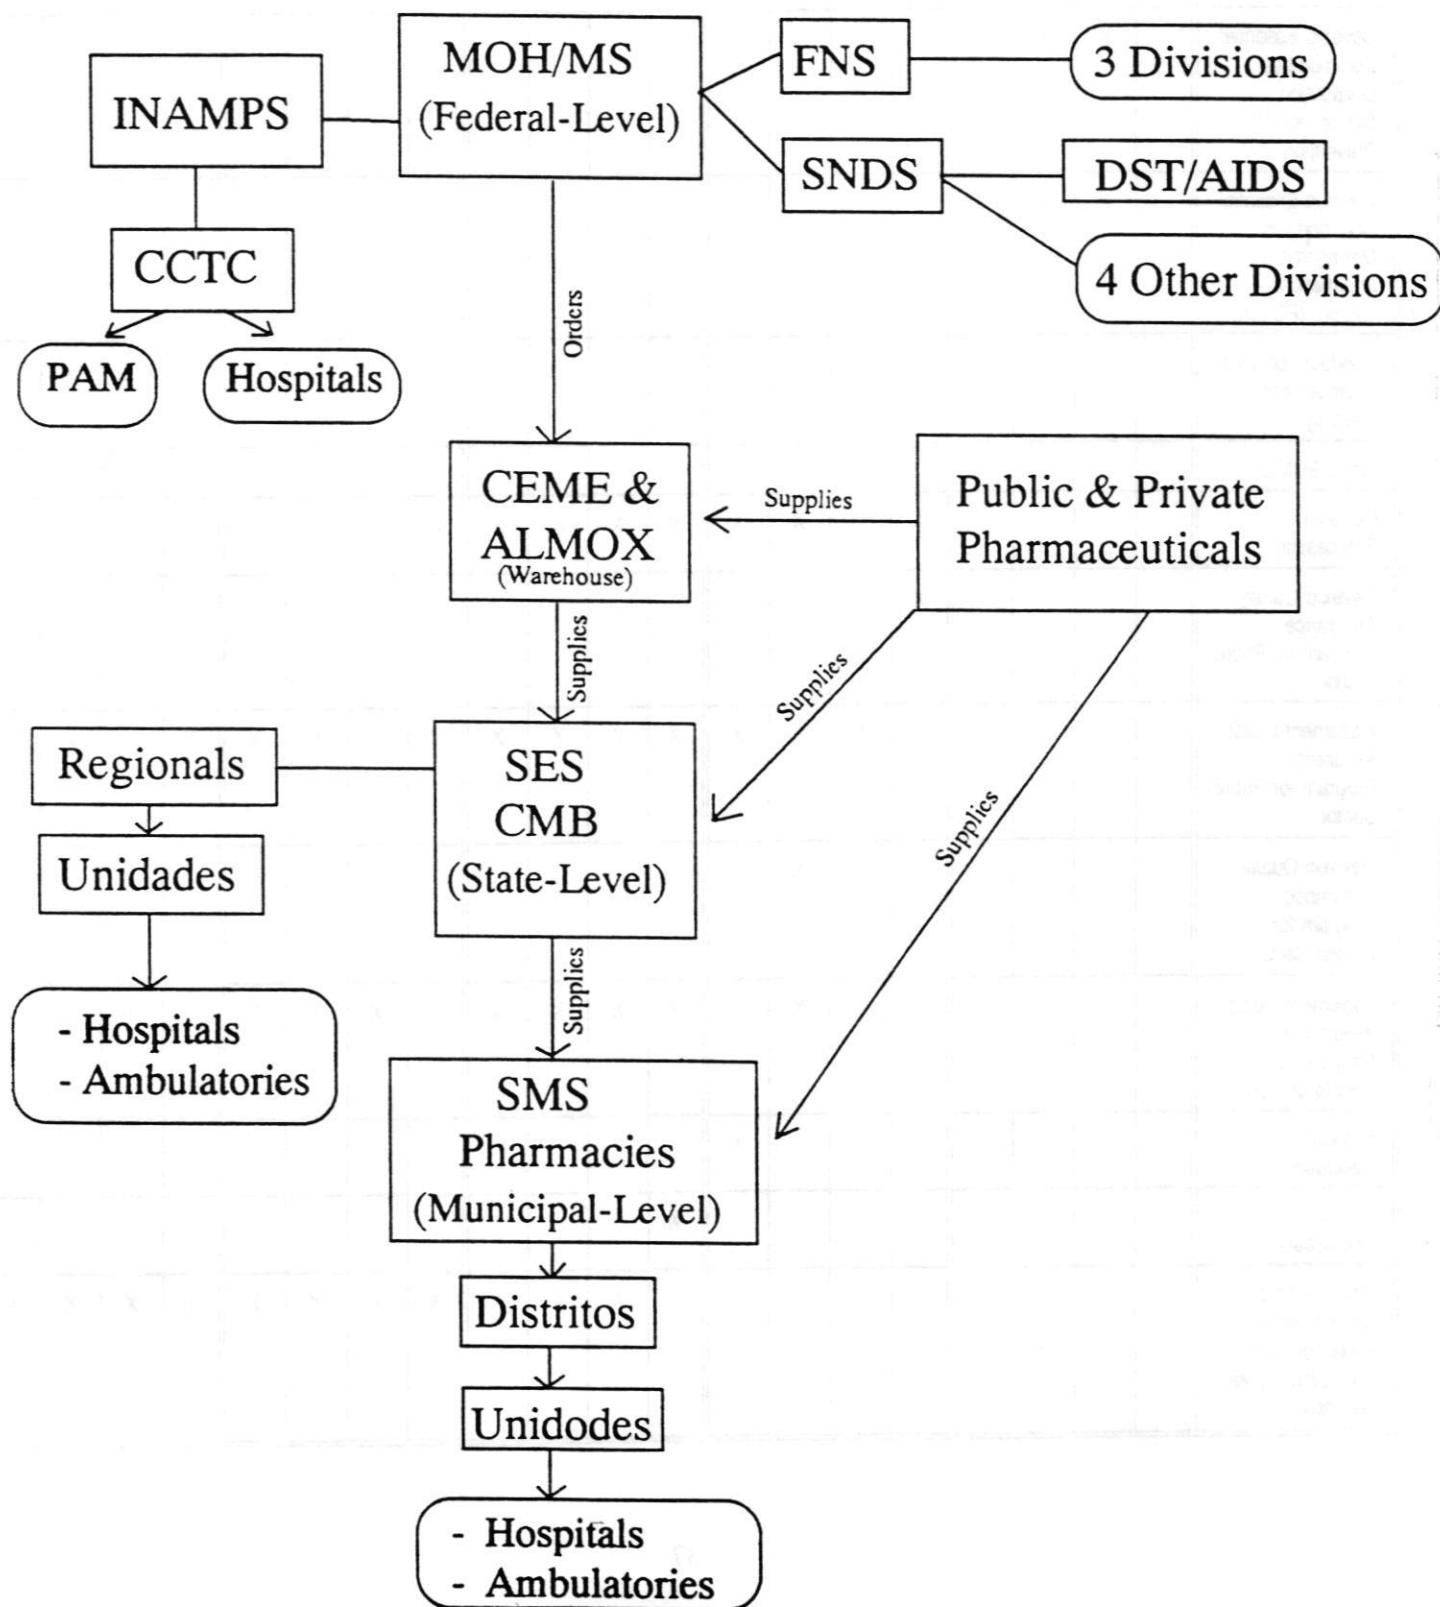 MOH/MS
(Federal-Level)
INAMPS
FNS
3 Divisions
SNDS
DST/AIDS
4 Other Divisions
CCTC
PAM
Hospitals
Orders
CEME &
ALMOX
(Warehouse)
Supplies
Public & Private
Pharmaceuticals
Supplies
Supplies
Supplies
Regionals
SES
CMB
(State-Level)
Unidades
Supplies
- Hospitals
- Ambulatories
SMS
Pharmacies
(Municipal-Level)
Distritos
Unidodes
- Hospitals
- Ambulatories